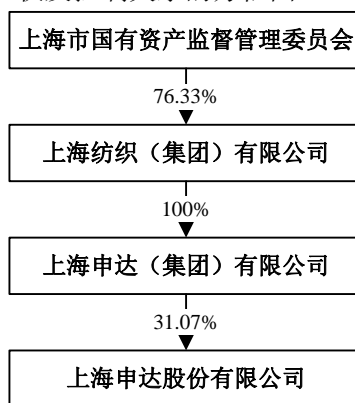 上海市国有资产监督管理委员会
76.33%
上海纺织（集团）有限公司
100%
上海申达（集团）有限公司
31.07%
上海申达股份有限公司